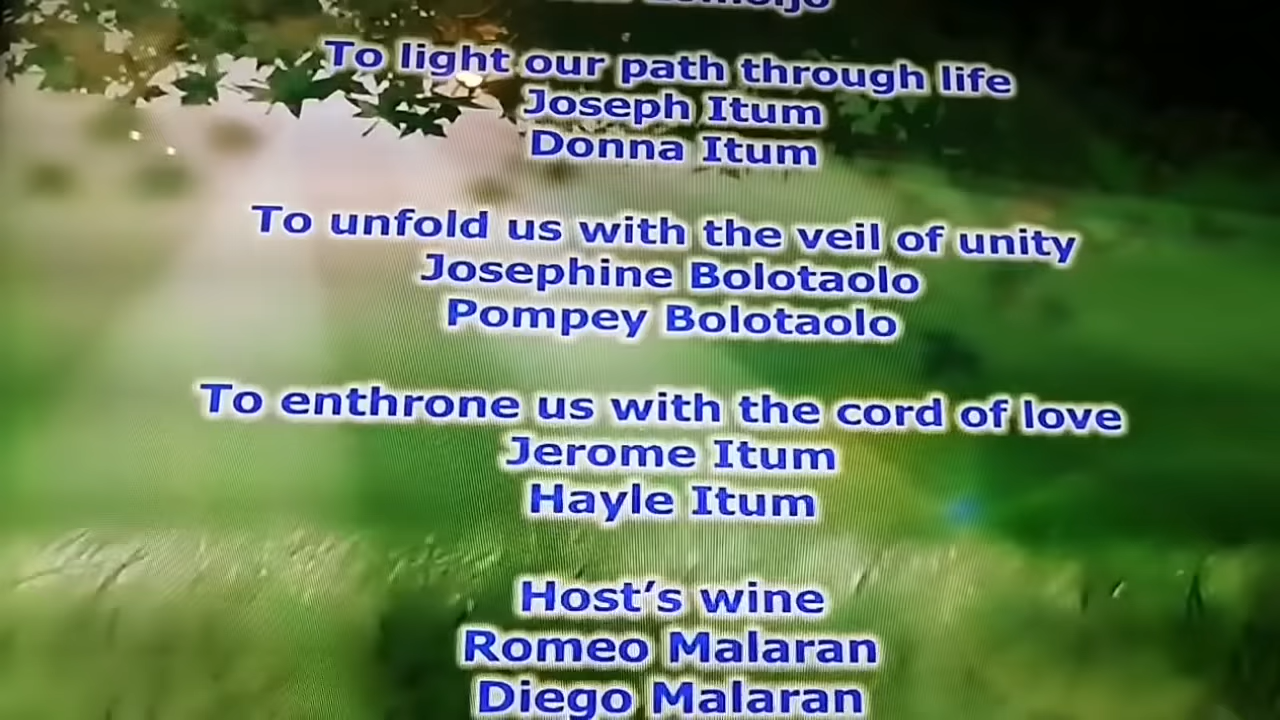 To light our path through life
Joseph Itum
Donna Itum
To unfold us with the veil of unity
Josephine Bolotaolo
Pompey Bolotaolo
To enthrone us with the cord of love
Jerome Itum
Hayle Itum
Host's wine
Romeo Malaran
Diego Malaran